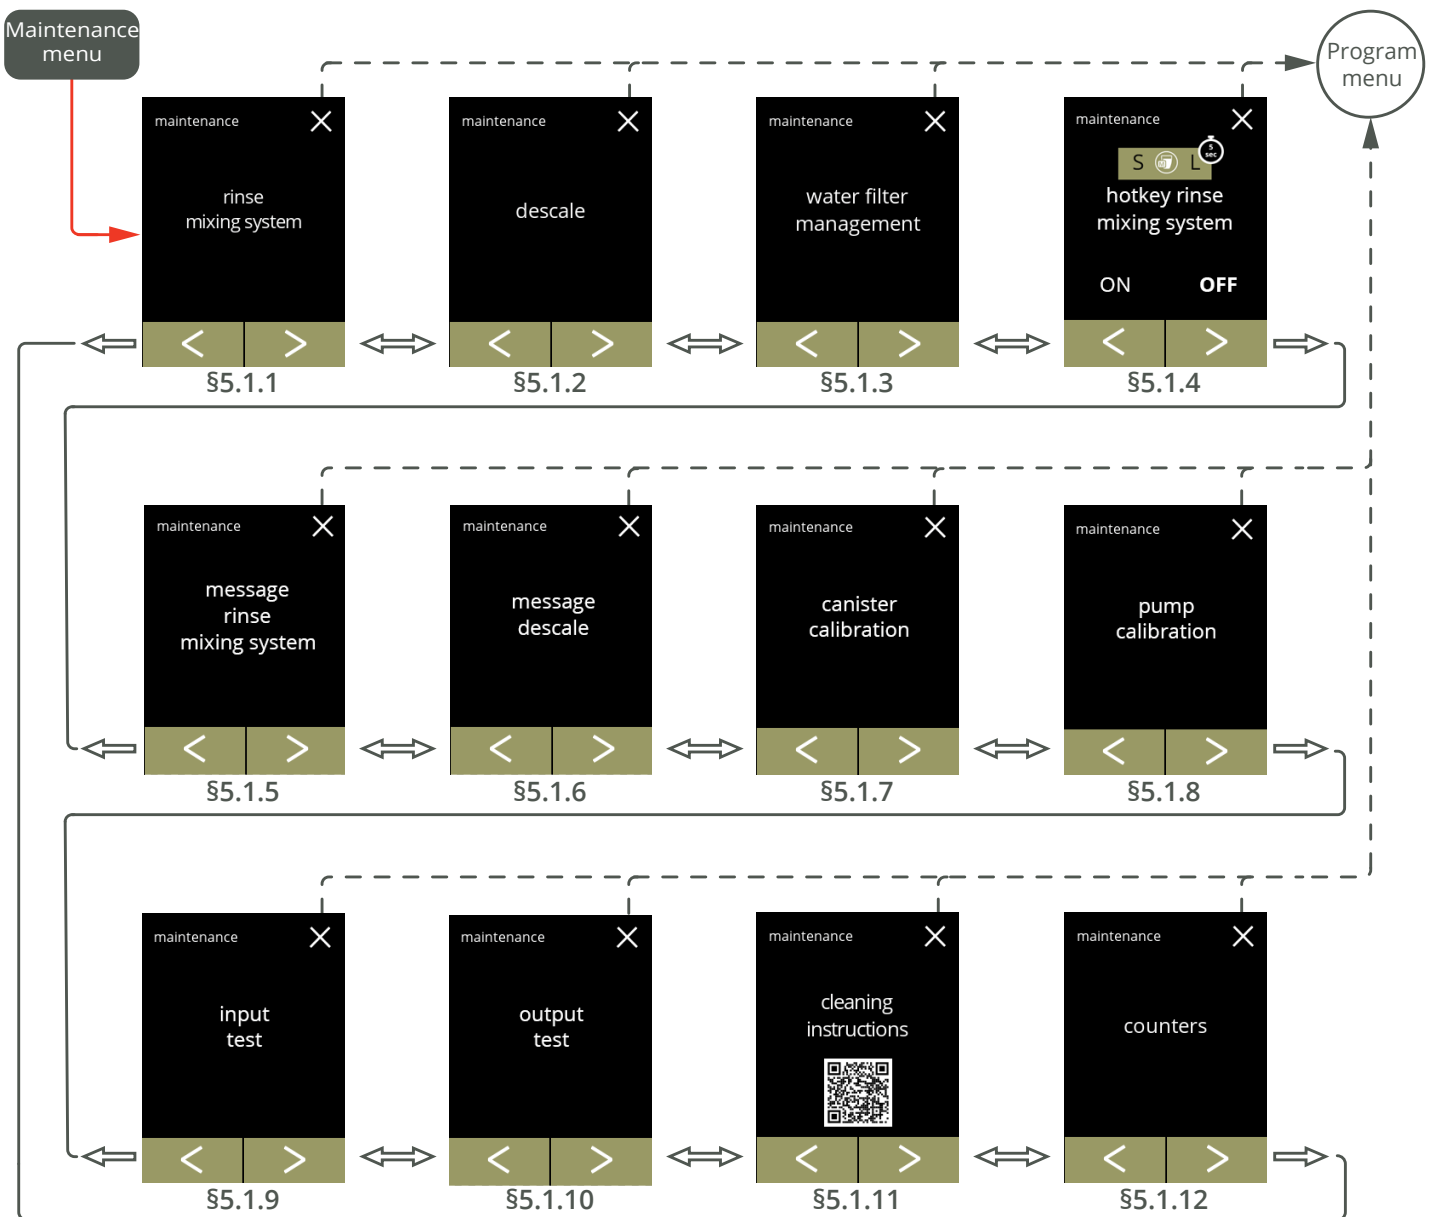 Maintenance
menu
Program
menu
maintenance
rinse
mixing system
§5.1.1
maintenance
descale
§5.1.2
maintenance
water filter
management
§5.1.3
maintenance
S L
5
sec
hotkey rinse
mixing system
ON OFF
§5.1.4
maintenance
message
rinse
mixing system
§5.1.5
maintenance
message
descale
§5.1.6
maintenance
canister
calibration
§5.1.7
maintenance
pump
calibration
§5.1.8
maintenance
input
test
§5.1.9
maintenance
output
test
§5.1.10
maintenance
cleaning
instructions
§5.1.11
maintenance
counters
§5.1.12